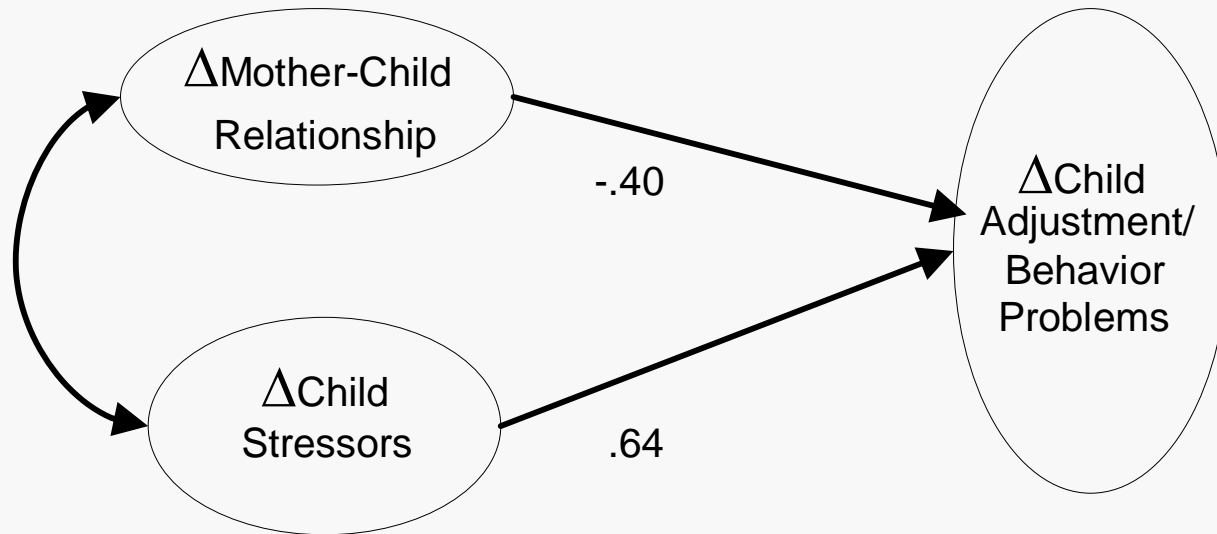 ΔMother-Child
Relationship
-.40
ΔChild
Adjustment/
Behavior
Problems
ΔChild
Stressors
.64